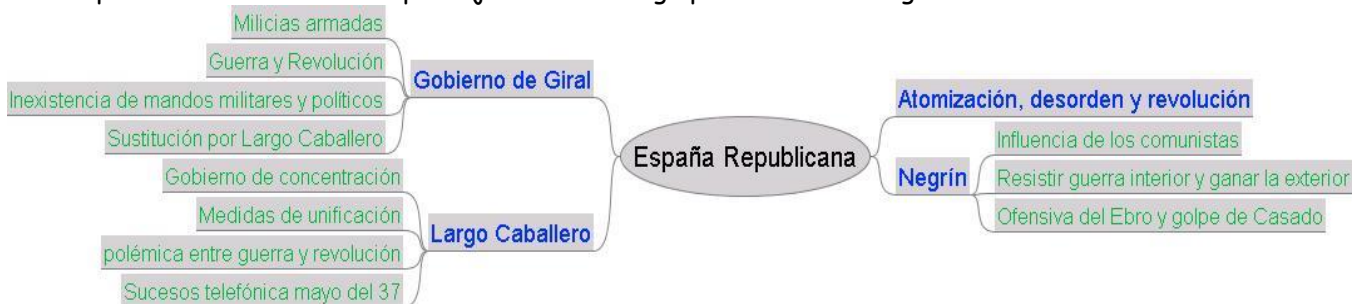 Milicias armadas
Guerra y Revolución
Inexistencia de mandos militares y políticos
Sustitución por Largo Caballero
Gobierno de Giral
Gobierno de concentración
Medidas de unificación
polémica entre guerra y revolución
Sucesos telefónica mayo del 37
Largo Caballero
España Republicana
Atomización, desorden y revolución
Negrín
Influencia de los comunistas
Resistir guerra interior y ganar la exterior
Ofensiva del Ebro y golpe de Casado